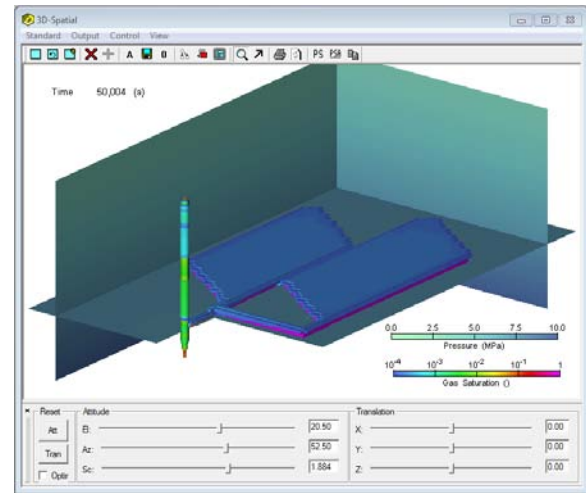 3D-Spatial
Standard Output Control View
A 0 PS
Time 50,004 (s)
0.0 2.5 5.0 7.5 10.0
Pressure (MPa)
10-4 10-3 10-2 10-1 1
Gas Saturation ()
Reset Attitude Translation
Att El: 20.50 X: 0.00
Tran Az: 52.50 Y: 0.00
Sc: 1.884 Z: 0.00